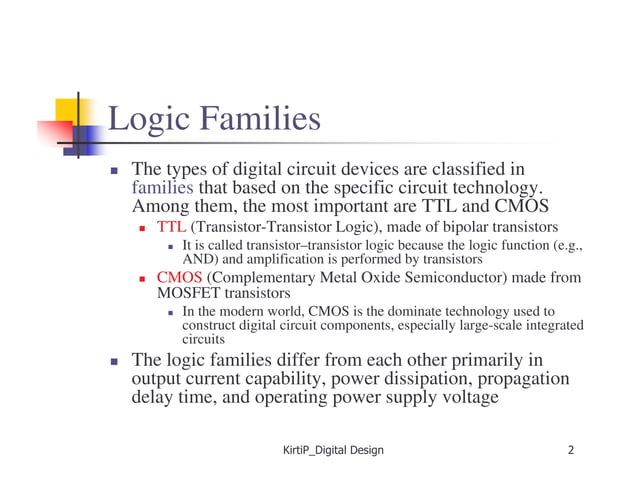 Logic Families
The types of digital circuit devices are classified in
families that based on the specific circuit technology.
Among them, the most important are TTL and CMOS
TTL (Transistor-Transistor Logic), made of bipolar transistors
It is called transistor–transistor logic because the logic function (e.g.,
AND) and amplification is performed by transistors
CMOS (Complementary Metal Oxide Semiconductor) made from
MOSFET transistors
In the modern world, CMOS is the dominate technology used to
construct digital circuit components, especially large-scale integrated
circuits
The logic families differ from each other primarily in
output current capability, power dissipation, propagation
delay time, and operating power supply voltage
KirtiP_Digital Design
2